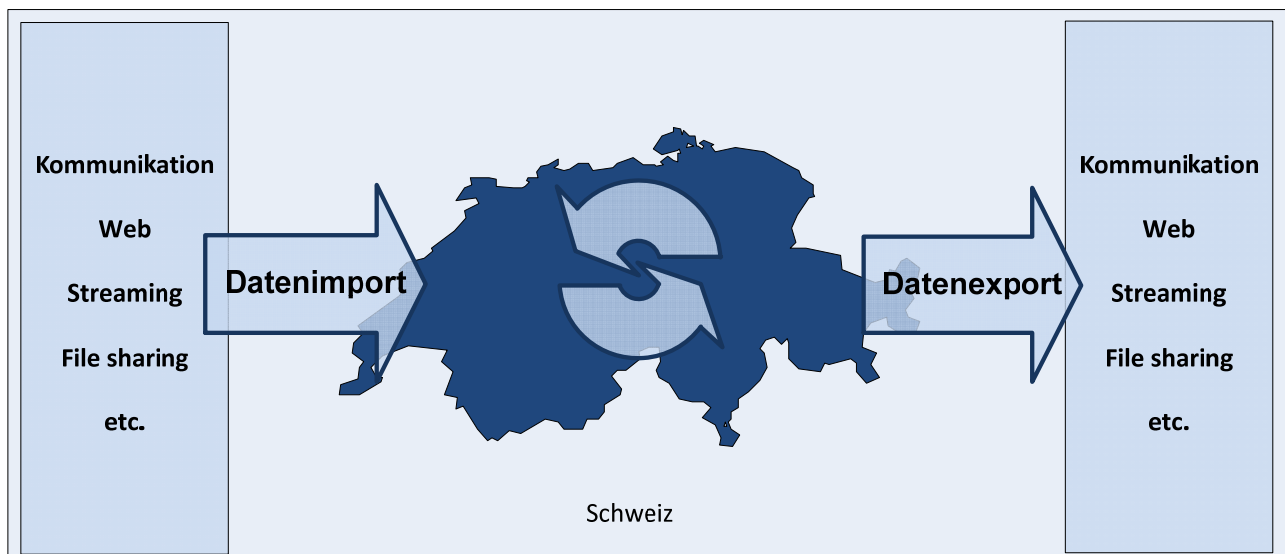 Kommunikation
Web
Streaming
File sharing
etc.
Datenimport
Schweiz
Datenexport
Kommunikation
Web
Streaming
File sharing
etc.